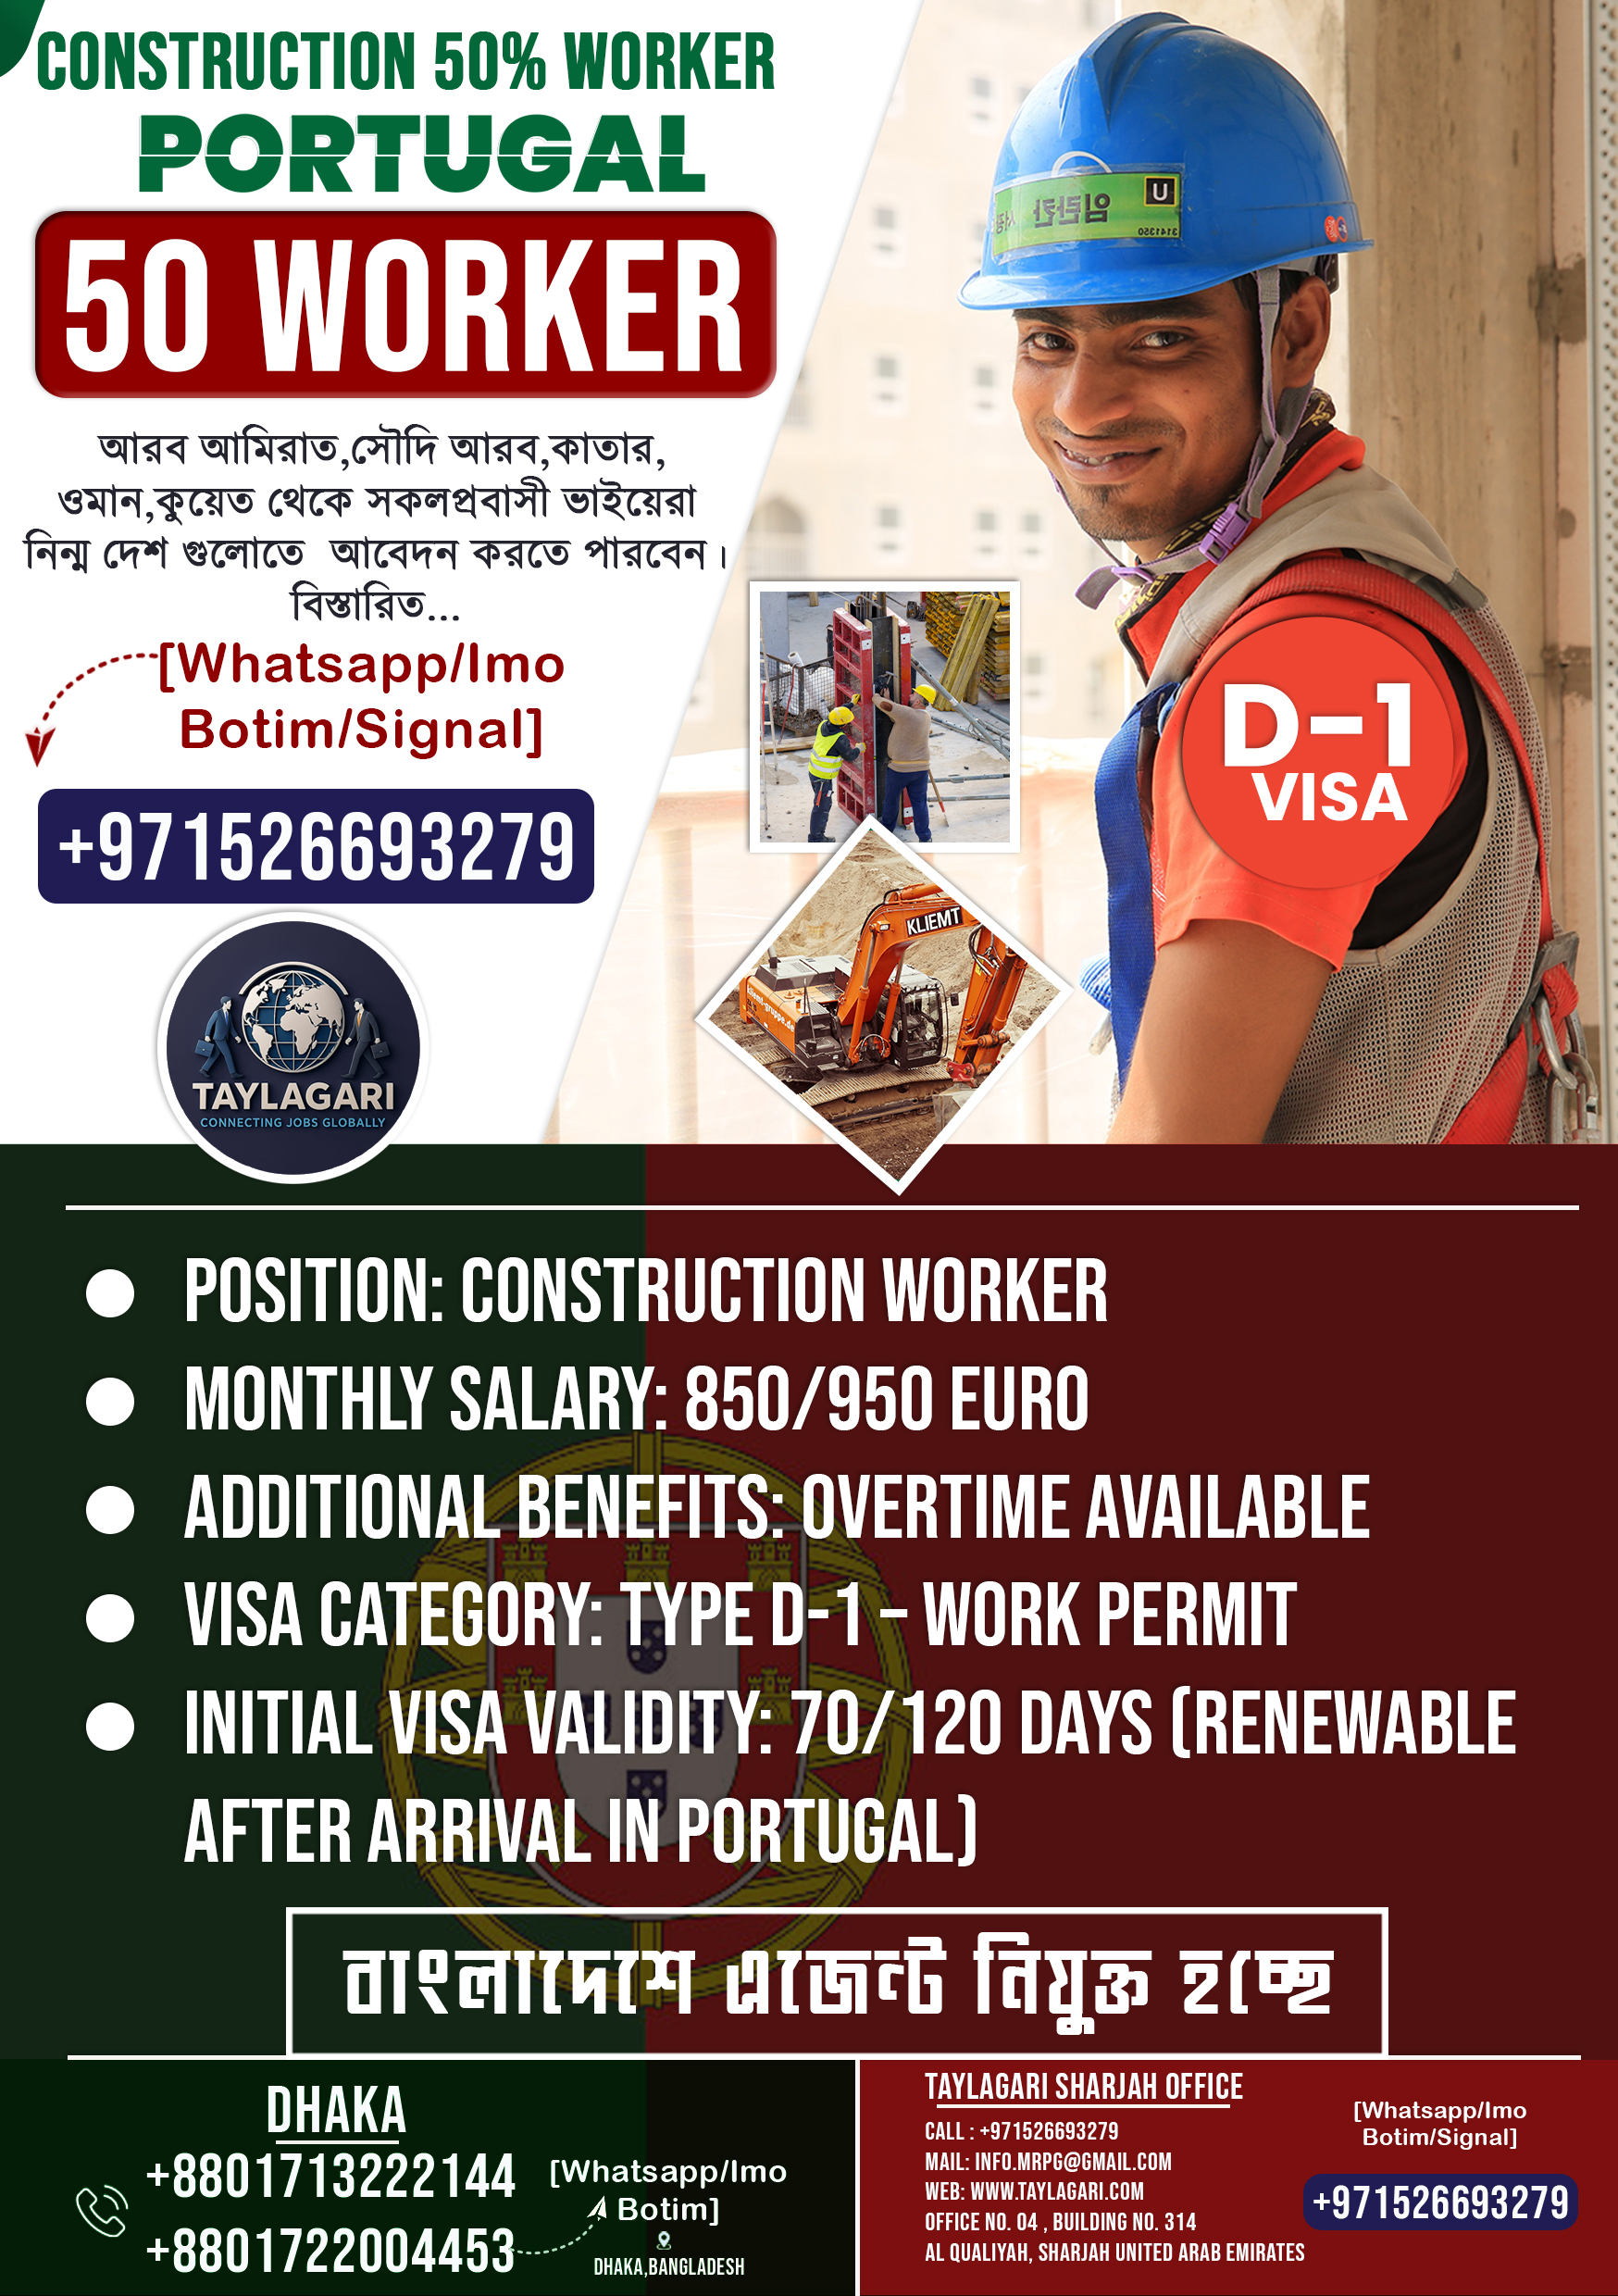 CONSTRUCTION 50% WORKER
PORTUGAL
50 WORKER
আরব আমিরাত,সৌদি আরব,কাতার,
ওমান,কুয়েত থেকে সকলপ্রবাসী ভাইয়েরা
নিন্ম দেশ গুলোতে আবেদন করতে পারবেন।
বিস্তারিত...
[Whatsapp/Imo
Botim/Signal]
+971526693279
TAYLAGARI
CONNECTING JOBS GLOBALLY
U
3141350
D-1
VISA
KLIEMT
kliemt-gruppe.de
POSITION: CONSTRUCTION WORKER
MONTHLY SALARY: 850/950 EURO
ADDITIONAL BENEFITS: OVERTIME AVAILABLE
VISA CATEGORY: TYPE D-1 – WORK PERMIT
INITIAL VISA VALIDITY: 70/120 DAYS (RENEWABLE
AFTER ARRIVAL IN PORTUGAL)
বাংলাদেশে এজেন্ট নিযুক্ত হচ্ছে
DHAKA
+8801713222144
+8801722004453
[Whatsapp/Imo
Botim]
DHAKA,BANGLADESH
TAYLAGARI SHARJAH OFFICE
CALL : +971526693279
MAIL: INFO.MRPG@GMAIL.COM
WEB: WWW.TAYLAGARI.COM
OFFICE NO. 04 , BUILDING NO. 314
AL QUALIYAH, SHARJAH UNITED ARAB EMIRATES
[Whatsapp/Imo
Botim/Signal]
+971526693279